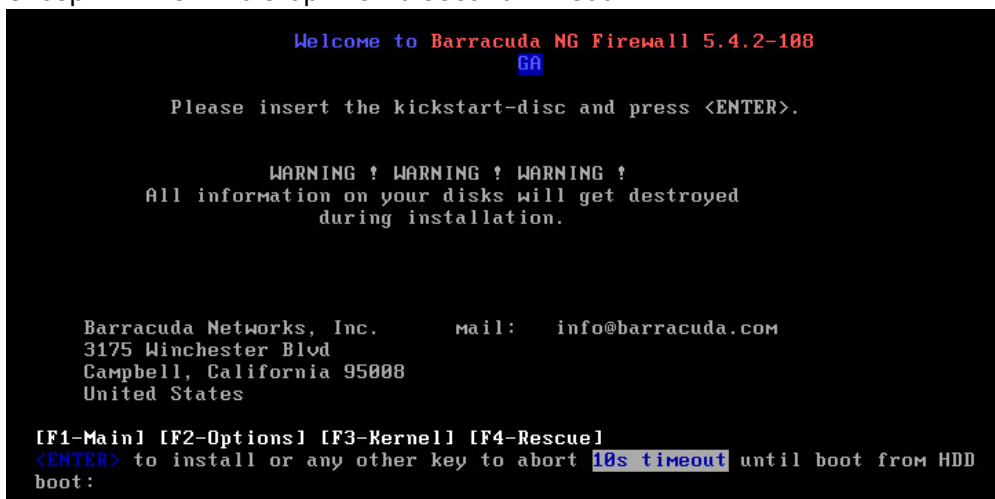 Welcome to Barracuda NG Firewall 5.4.2-108
GA
Please insert the kickstart-disc and press <ENTER>.
WARNING ! WARNING ! WARNING !
All information on your disks will get destroyed
during installation.
Barracuda Networks, Inc. mail: info@barracuda.com
3175 Winchester Blvd
Campbell, California 95008
United States
[F1-Main] [F2-Options] [F3-Kernel] [F4-Rescue]
<ENTER> to install or any other key to abort 10s timeout until boot from HDD
boot: